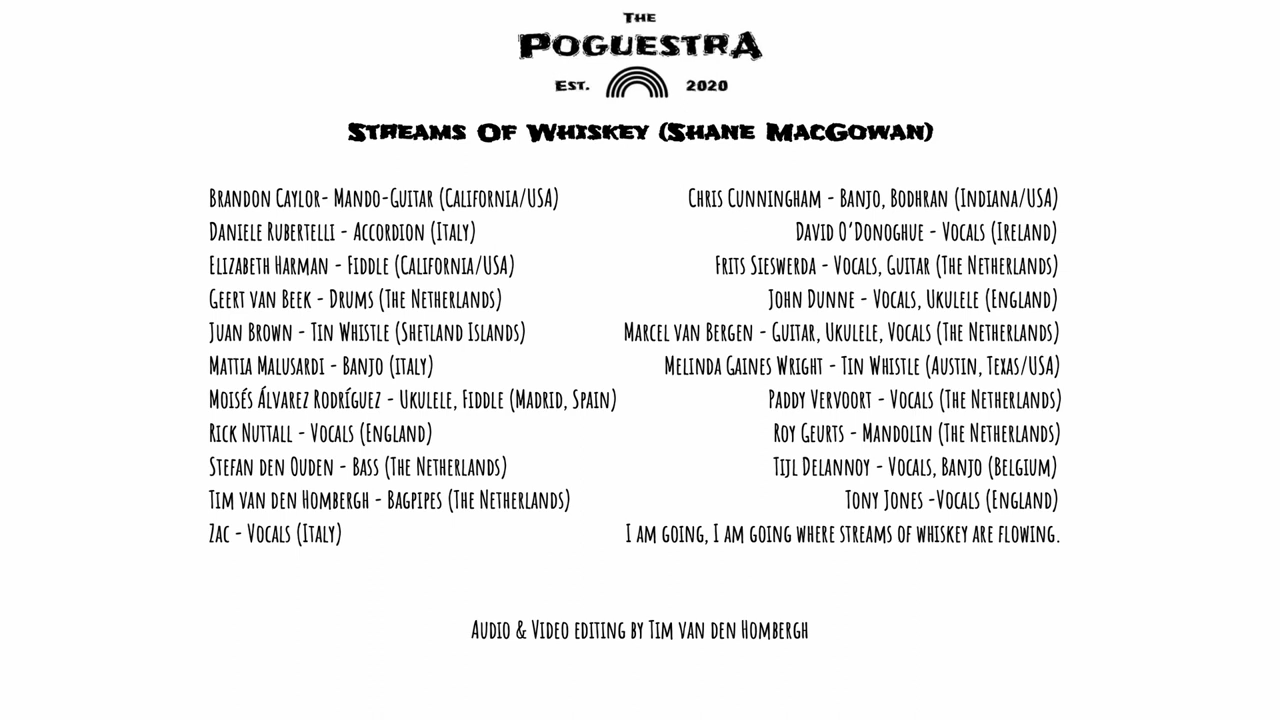 The
Poguestra
Est. 2020
Streams Of Whiskey (Shane MacGowan)
Brandon Caylor- Mando-Guitar (California/USA)
Daniele Rubertelli - Accordion (Italy)
Elizabeth Harman - Fiddle (California/USA)
Geert van Beek - Drums (The Netherlands)
Juan Brown - Tin Whistle (Shetland Islands)
Mattia Malusardi - Banjo (italy)
Moisés Álvarez Rodríguez - Ukulele, Fiddle (Madrid, Spain)
Rick Nuttall - Vocals (England)
Stefan den Ouden - Bass (The Netherlands)
Tim van den Hombergh - Bagpipes (The Netherlands)
Zac - Vocals (Italy)
Chris Cunningham - Banjo, Bodhran (Indiana/USA)
David O'Donoghue - Vocals (Ireland)
Frits Sieswerda - Vocals, Guitar (The Netherlands)
John Dunne - Vocals, Ukulele (England)
Marcel van Bergen - Guitar, Ukulele, Vocals (The Netherlands)
Melinda Gaines Wright - Tin Whistle (Austin, Texas/USA)
Paddy Vervoort - Vocals (The Netherlands)
Roy Geurts - Mandolin (The Netherlands)
Tijl Delannoy - Vocals, Banjo (Belgium)
Tony Jones -Vocals (England)
I am going, I am going where streams of whiskey are flowing.
Audio & Video editing by Tim van den Hombergh